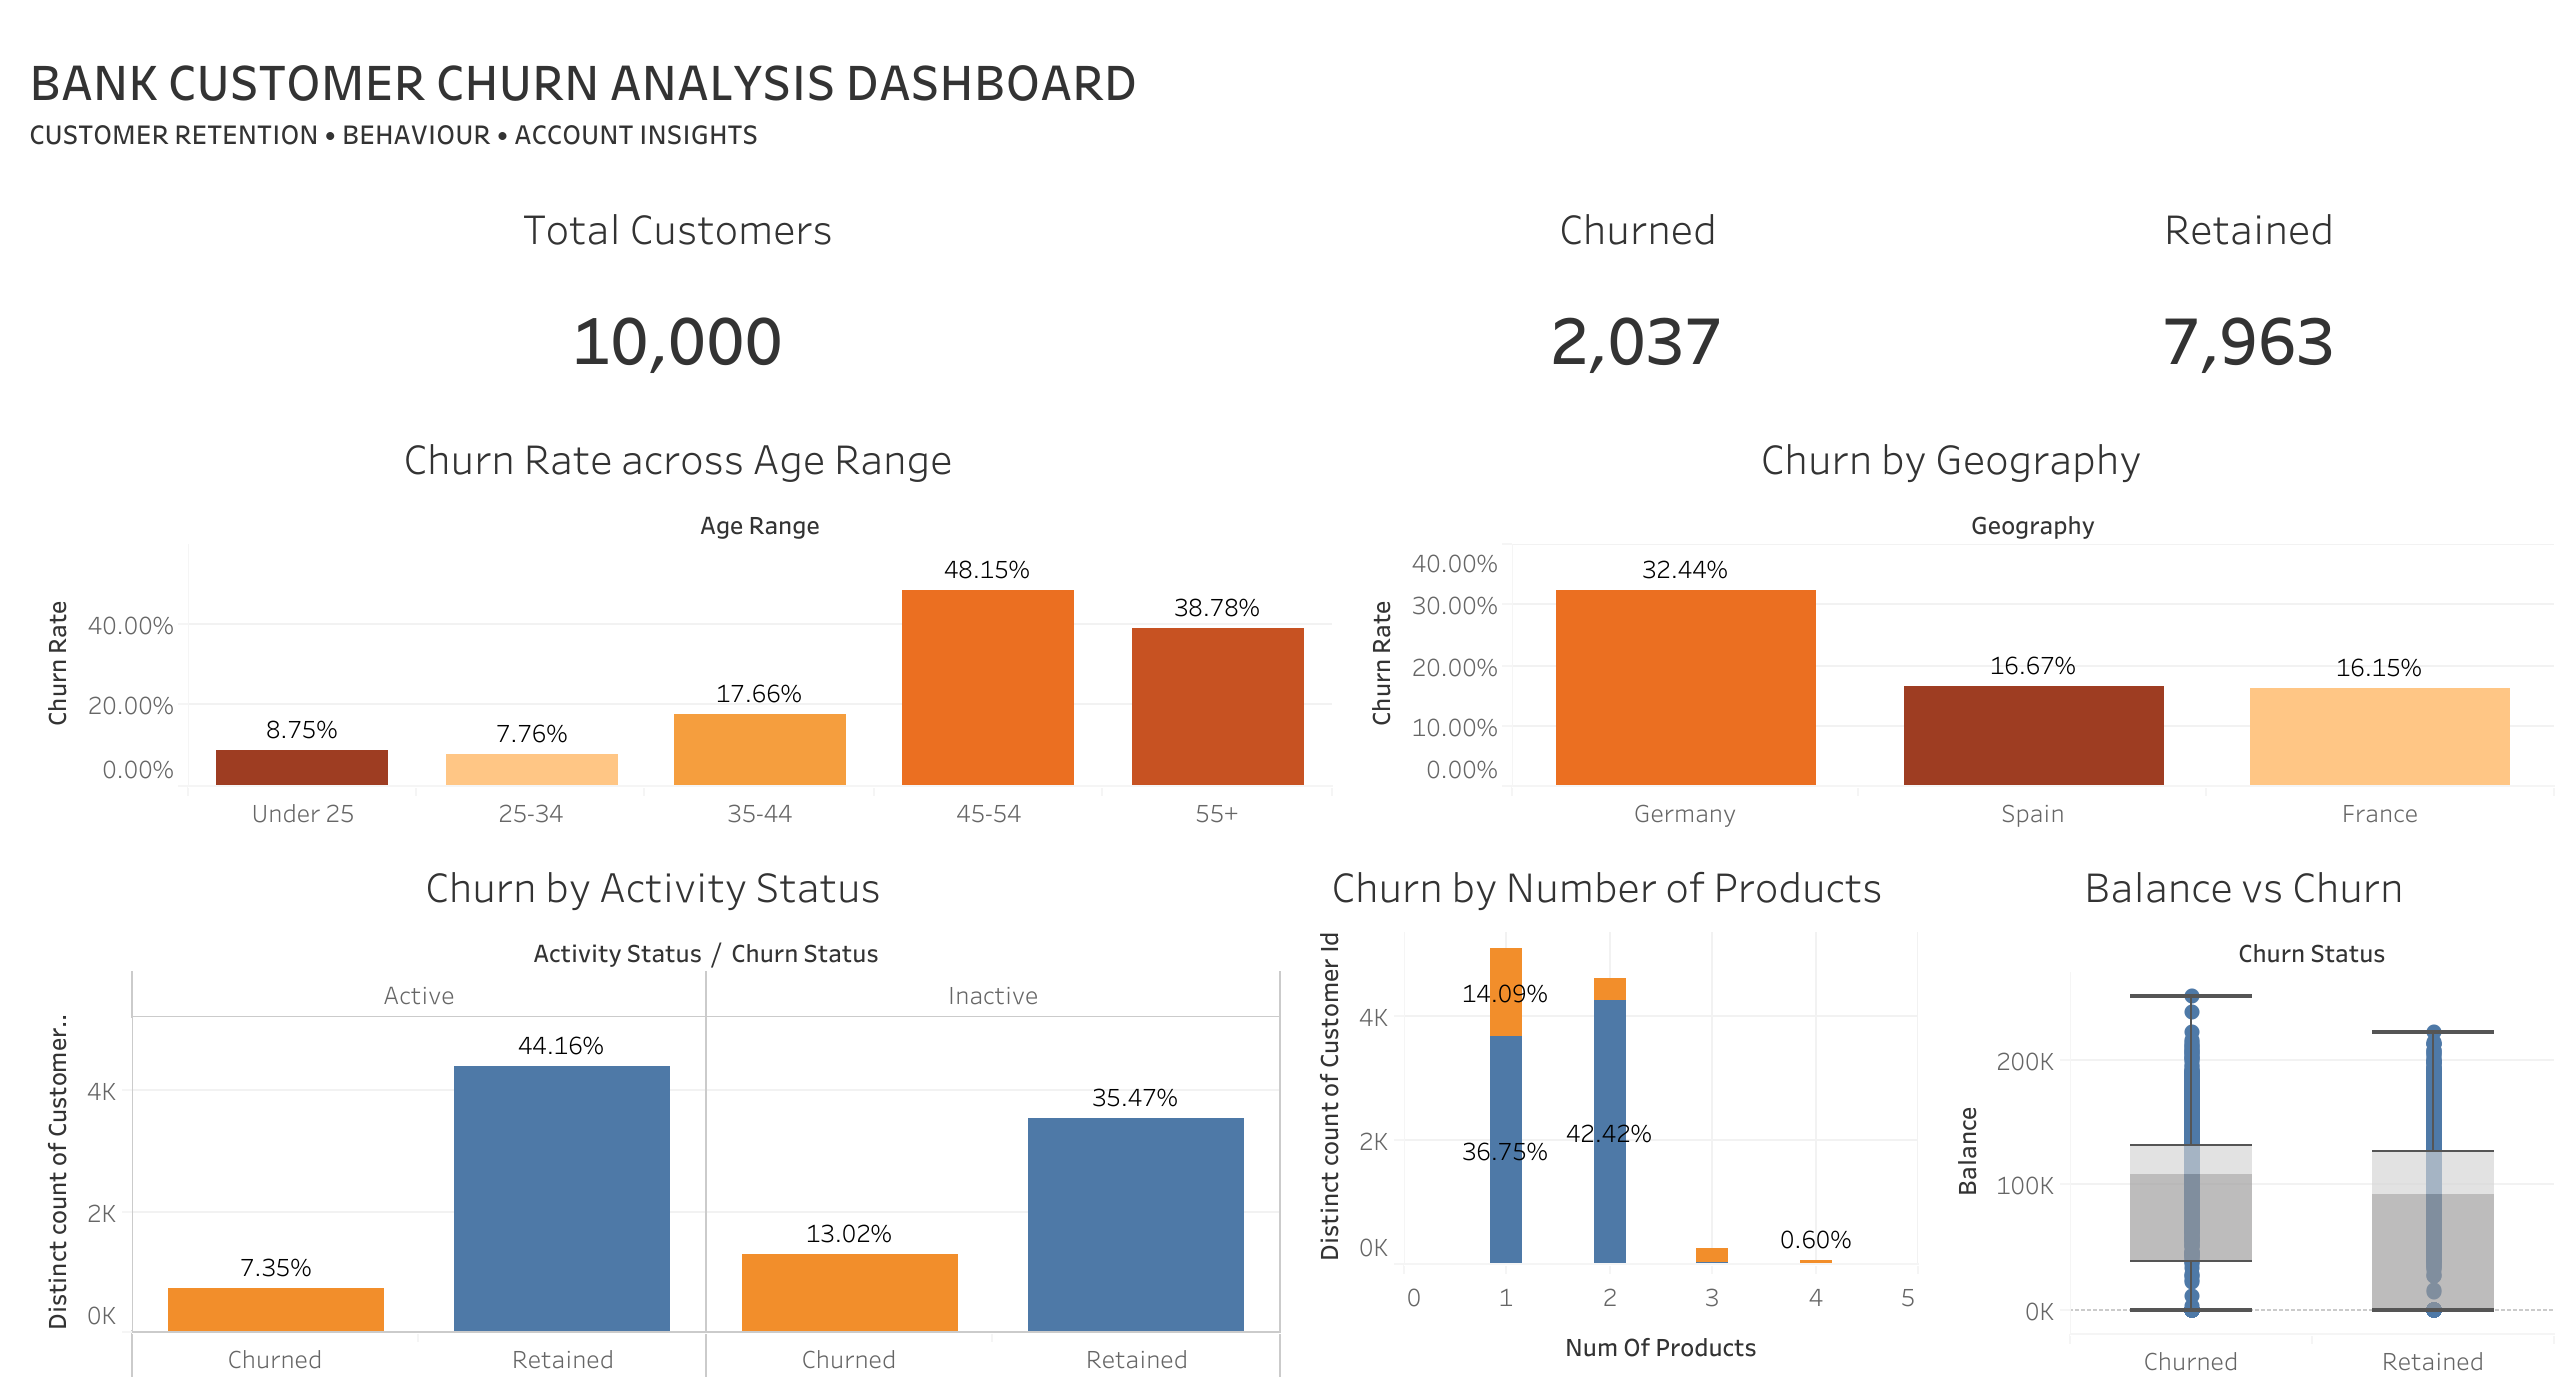 BANK CUSTOMER CHURN ANALYSIS DASHBOARD
CUSTOMER RETENTION • BEHAVIOUR • ACCOUNT INSIGHTS
Total Customers
10,000
Churned
2,037
Retained
7,963
Churn Rate across Age Range
Age Range
Churn Rate
40.00%
20.00%
0.00%
8.75%
7.76%
17.66%
48.15%
38.78%
Under 25
25-34
35-44
45-54
55+
Churn by Geography
Geography
Churn Rate
40.00%
30.00%
20.00%
10.00%
0.00%
32.44%
16.67%
16.15%
Germany
Spain
France
Churn by Activity Status
Activity Status / Churn Status
Active
Inactive
Distinct count of Customer..
4K
2K
0K
7.35%
44.16%
13.02%
35.47%
Churned
Retained
Churned
Retained
Churn by Number of Products
Distinct count of Customer Id
4K
2K
0K
14.09%
36.75%
42.42%
0.60%
0
1
2
3
4
5
Num Of Products
Balance vs Churn
Churn Status
Balance
200K
100K
0K
Churned
Retained